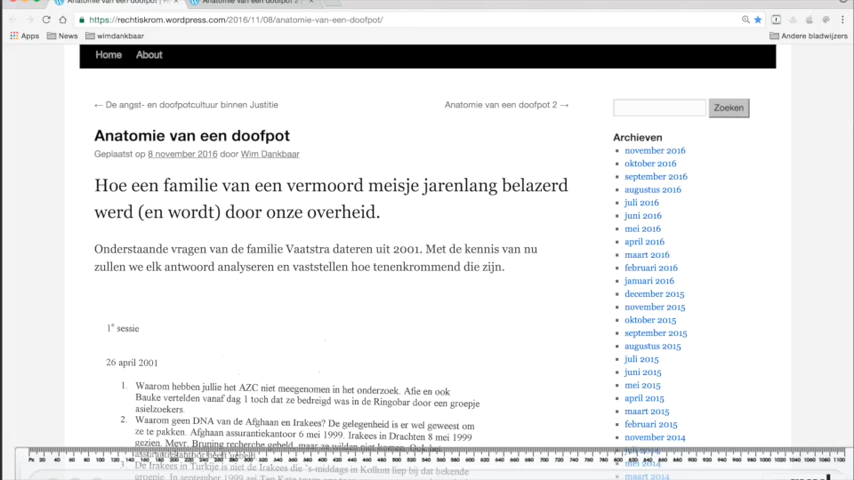 Anatomie van een doofpot
Anatomie van een doofpot 2
https://rechtiskrom.wordpress.com/2016/11/08/anatomie-van-een-doofpot/
Apps News wimdankbaar Andere bladwijzers
Home About
← De angst- en doofpotcultuur binnen Justitie
Anatomie van een doofpot 2 →
Anatomie van een doofpot
Geplaatst op 8 november 2016 door Wim Dankbaar
Hoe een familie van een vermoord meisje jarenlang belazerd
werd (en wordt) door onze overheid.
Onderstaande vragen van de familie Vaatstra dateren uit 2001. Met de kennis van nu
zullen we elk antwoord analyseren en vaststellen hoe tenenkrommend die zijn.
1e sessie
26 april 2001
1. Waarom hebben jullie het AZC niet meegenomen in het onderzoek. Afie en ook
Bauke vertelden vanaf dag 1 toch dat ze bedreigd was in de Ringobar door een groepje
asielzoekers.
2. Waarom geen DNA van de Afghaan en Irakees? De gelegenheid is er wel geweest om
ze te pakken. Afghaan assurantiekantoor 6 mei 1999. Irakees in Drachten 8 mei 1999
gezien. Mevr. Bruning recherche gebeld, maar ze wilden niet komen.
3. De Irakees in Turkije is niet de Irakees die 's-middags in Kollum liep bij dat bekende
groepje. In september 1999
Zoeken
Archieven
november 2016
oktober 2016
september 2016
augustus 2016
juli 2016
juni 2016
mei 2016
april 2016
maart 2016
februari 2016
januari 2016
december 2015
november 2015
oktober 2015
september 2015
augustus 2015
juli 2015
juni 2015
mei 2015
april 2015
maart 2015
februari 2015
november 2014
mei 2014
maart 2014